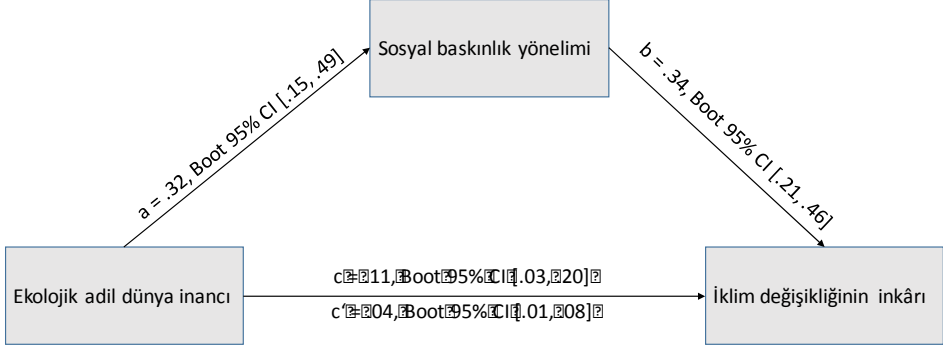 Sosyal baskınlık yönelimi
a = .32, Boot 95% CI [.15, .49]
b = .34, Boot 95% CI [.21, .46]
Ekolojik adil dünya inancı
c = .11, Boot 95% CI [.03, .20]
c' = .04, Boot 95% CI [.01, .08]
İklim değişikliğinin inkârı